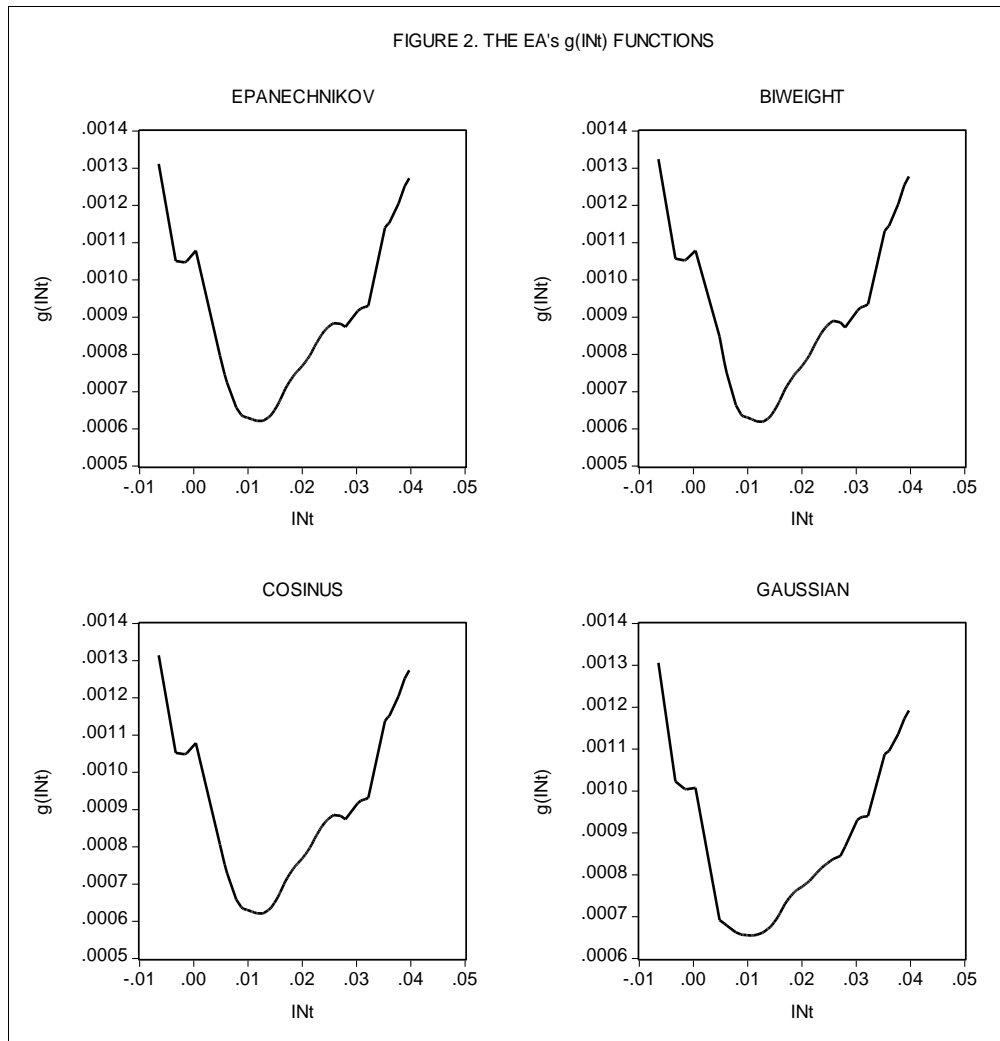 FIGURE 2. THE EA's g(INt) FUNCTIONS
EPANECHNIKOV
.0014
.0013
.0012
.0011
.0010
.0009
.0008
.0007
.0006
.0005
g(INt)
-.01 .00 .01 .02 .03 .04 .05
INt
BIWEIGHT
.0014
.0013
.0012
.0011
.0010
.0009
.0008
.0007
.0006
.0005
g(INt)
-.01 .00 .01 .02 .03 .04 .05
INt
COSINUS
.0014
.0013
.0012
.0011
.0010
.0009
.0008
.0007
.0006
.0005
g(INt)
-.01 .00 .01 .02 .03 .04 .05
INt
GAUSSIAN
.0014
.0013
.0012
.0011
.0010
.0009
.0008
.0007
.0006
g(INt)
-.01 .00 .01 .02 .03 .04 .05
INt